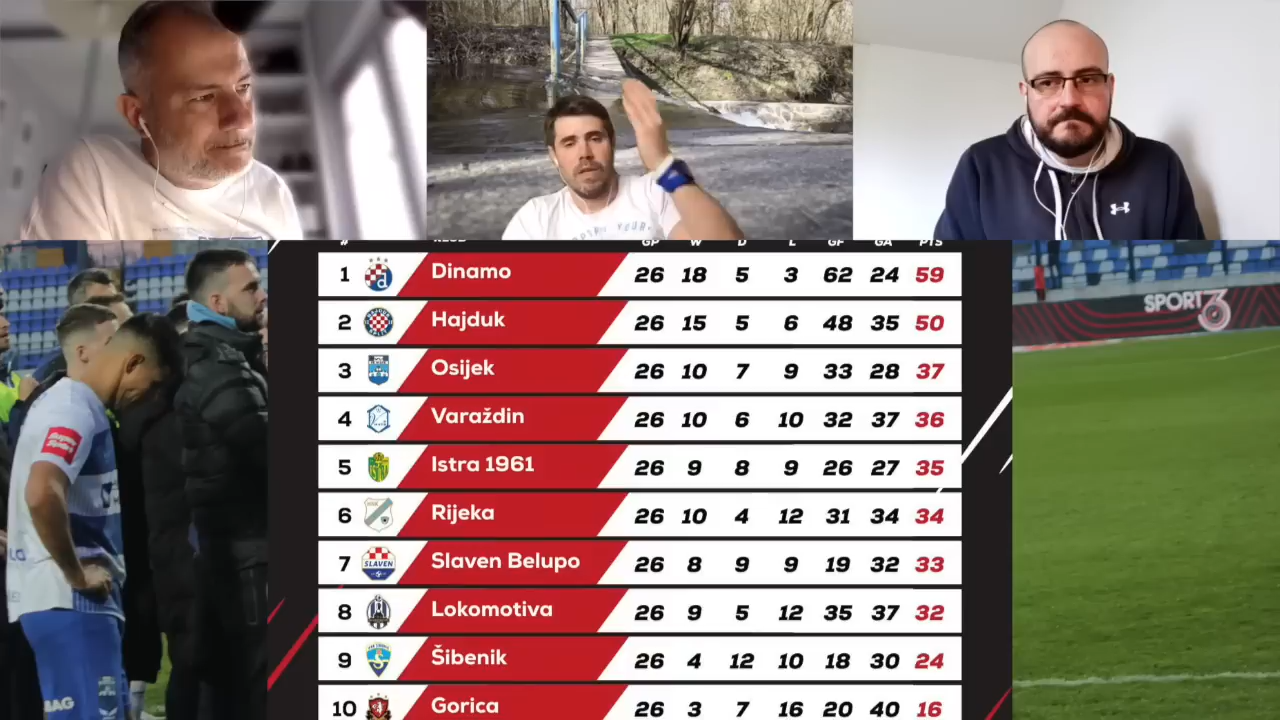 # KLUB GP W D L GF GA PTS
1 Dinamo 26 18 5 3 62 24 59
2 Hajduk 26 15 5 6 48 35 50
3 Osijek 26 10 7 9 33 28 37
4 Varaždin 26 10 6 10 32 37 36
5 Istra 1961 26 9 8 9 26 27 35
6 Rijeka 26 10 4 12 31 34 34
7 SLAVEN Slaven Belupo 26 8 9 9 19 32 33
8 Lokomotiva 26 9 5 12 35 37 32
9 Šibenik 26 4 12 10 18 30 24
10 Gorica 26 3 7 16 20 40 16
SPORT3